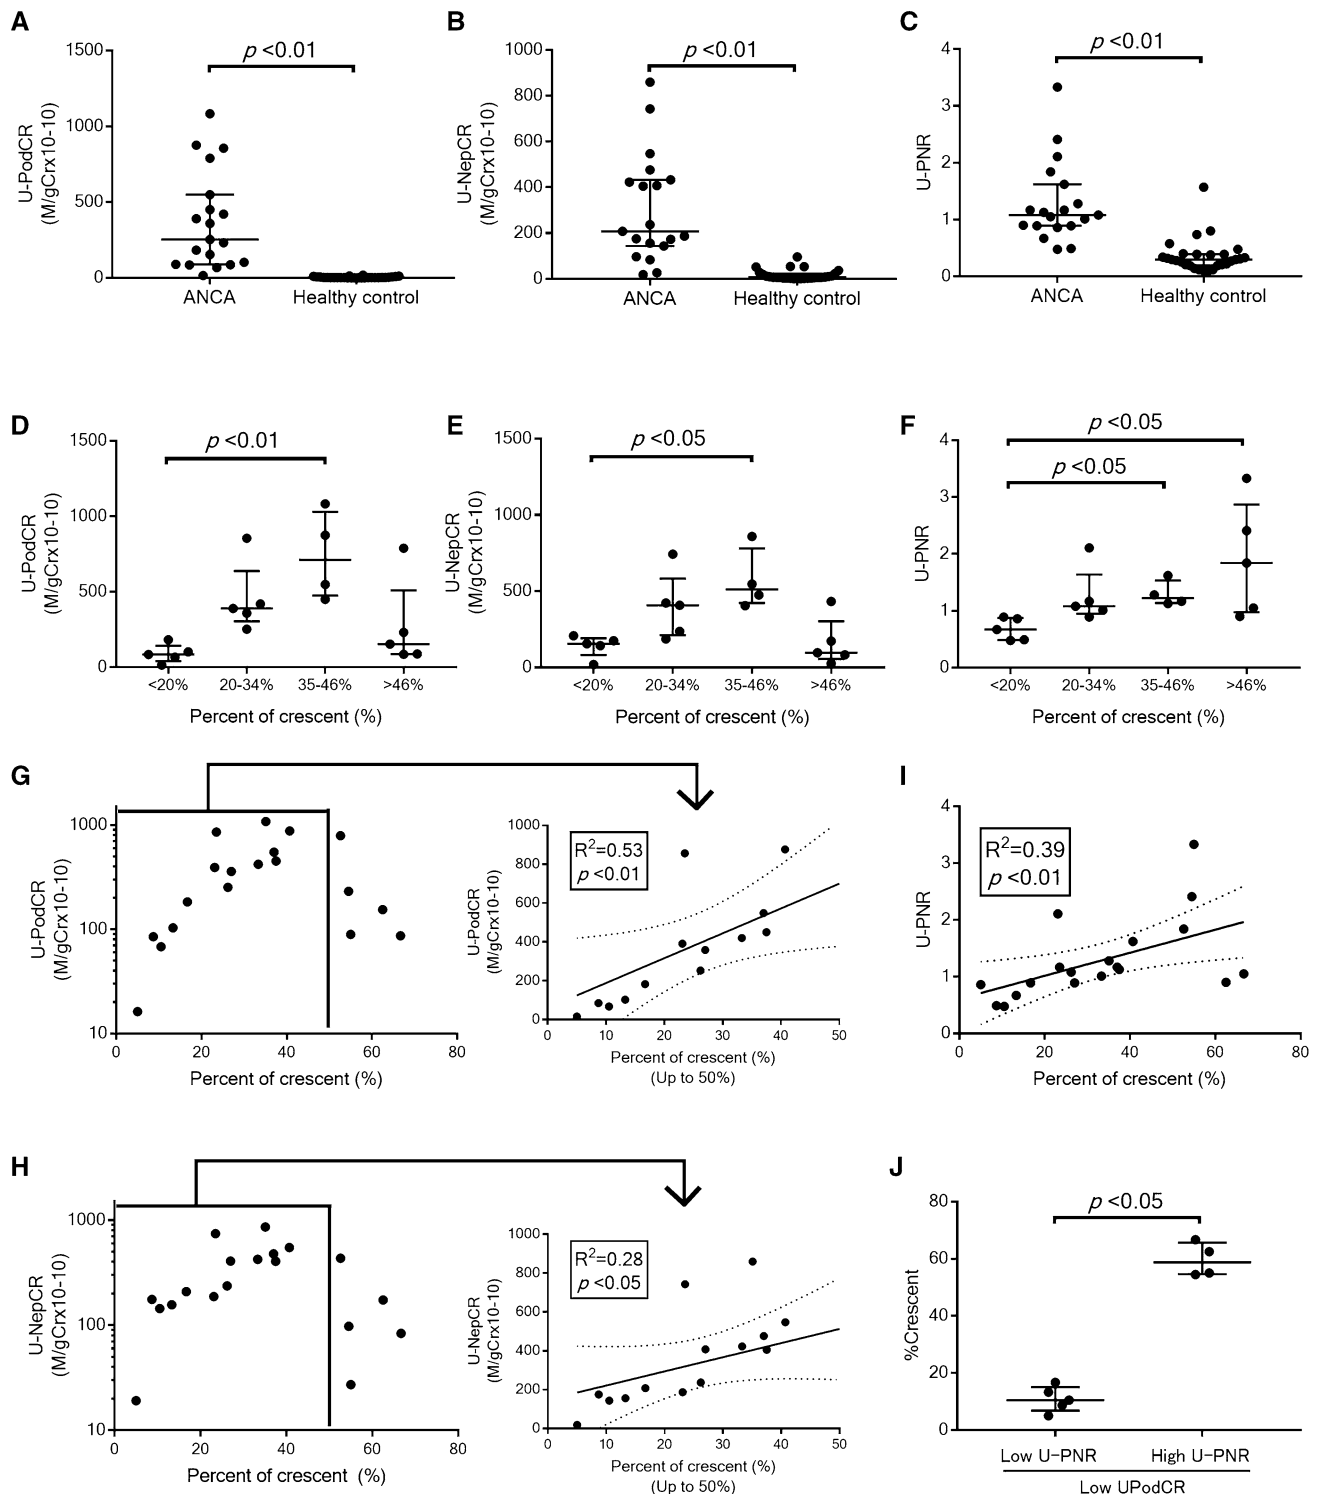 A
B
C
1500
1000
500
0
U-PodCR
(M/gCrx10-10)
p <0.01
ANCA
Healthy control
1000
800
600
400
200
0
U-NepCR
(M/gCrx10-10)
p <0.01
ANCA
Healthy control
4
3
2
1
0
U-PNR
p <0.01
ANCA
Healthy control
D
E
F
1500
1000
500
0
U-PodCR
(M/gCrx10-10)
p <0.01
<20%
20-34%
35-46%
>46%
Percent of crescent (%)
1500
1000
500
0
U-NepCR
(M/gCrx10-10)
p <0.05
<20%
20-34%
35-46%
>46%
Percent of crescent (%)
4
3
2
1
0
U-PNR
p <0.05
p <0.05
<20%
20-34%
35-46%
>46%
Percent of crescent (%)
G
1000
100
10
U-PodCR
(M/gCrx10-10)
0
20
40
60
80
Percent of crescent (%)
1000
800
600
400
200
0
U-PodCR
(M/gCrx10-10)
R²=0.53
p <0.01
0
10
20
30
40
50
Percent of crescent (%)
(Up to 50%)
I
4
3
2
1
0
U-PNR
R²=0.39
p <0.01
0
20
40
60
80
Percent of crescent (%)
H
1000
100
10
U-NepCR
(M/gCrx10-10)
0
20
40
60
80
Percent of crescent (%)
1000
800
600
400
200
0
U-NepCR
(M/gCrx10-10)
R²=0.28
p <0.05
0
10
20
30
40
50
Percent of crescent (%)
(Up to 50%)
J
80
60
40
20
0
%Crescent
p <0.05
Low U-PNR
High U-PNR
Low UPodCR